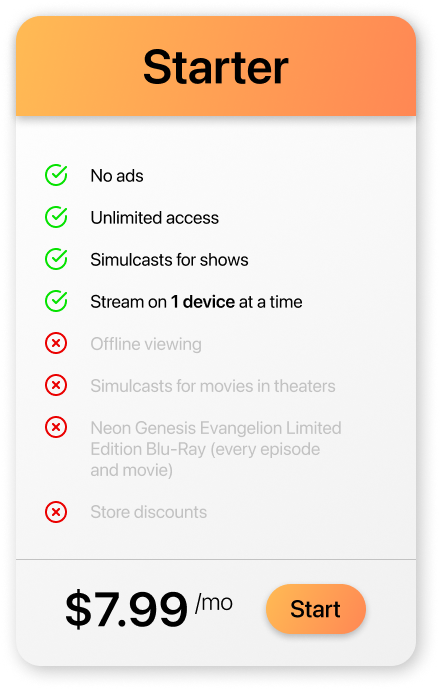 Starter
No ads
Unlimited access
Simulcasts for shows
Stream on 1 device at a time
Offline viewing
Simulcasts for movies in theaters
Neon Genesis Evangelion Limited
Edition Blu-Ray (every episode
and movie)
Store discounts
$7.99 /mo
Start